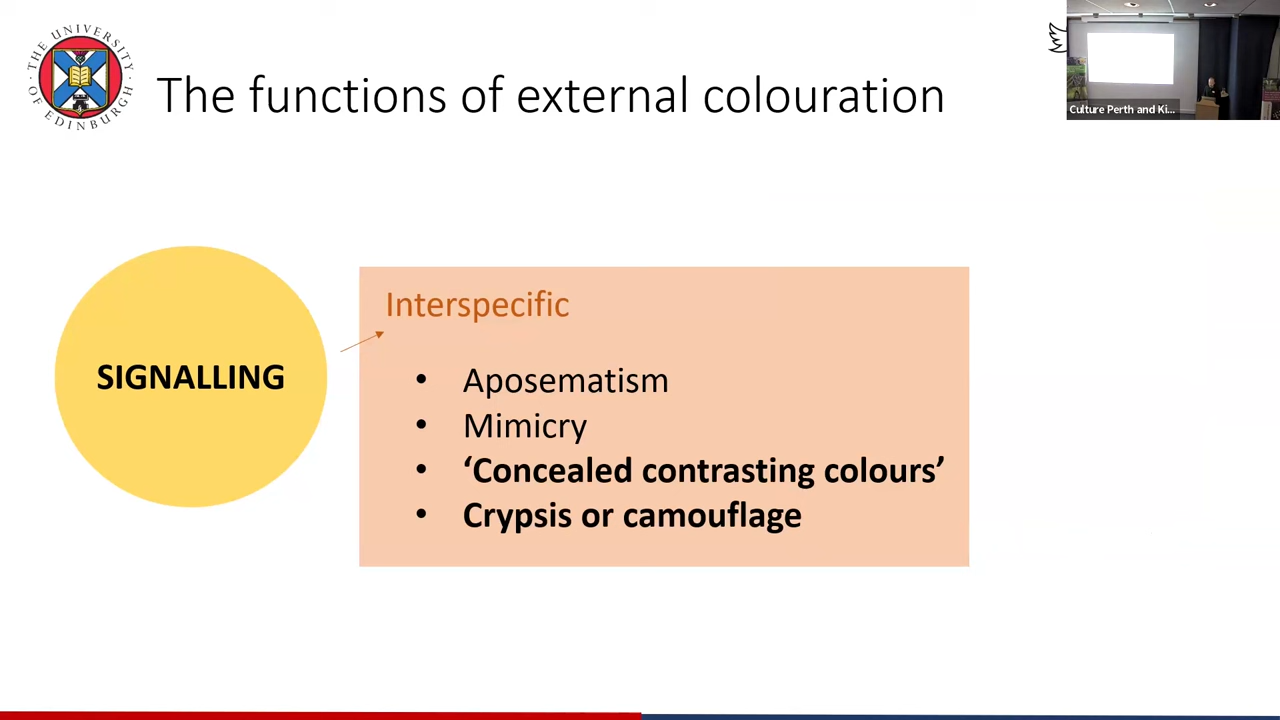 THE UNIVERSITY
OF EDINBURGH
The functions of external colouration
Culture Perth and Ki...
SIGNALLING
Interspecific
• Aposematism
• Mimicry
• ‘Concealed contrasting colours’
• Crypsis or camouflage